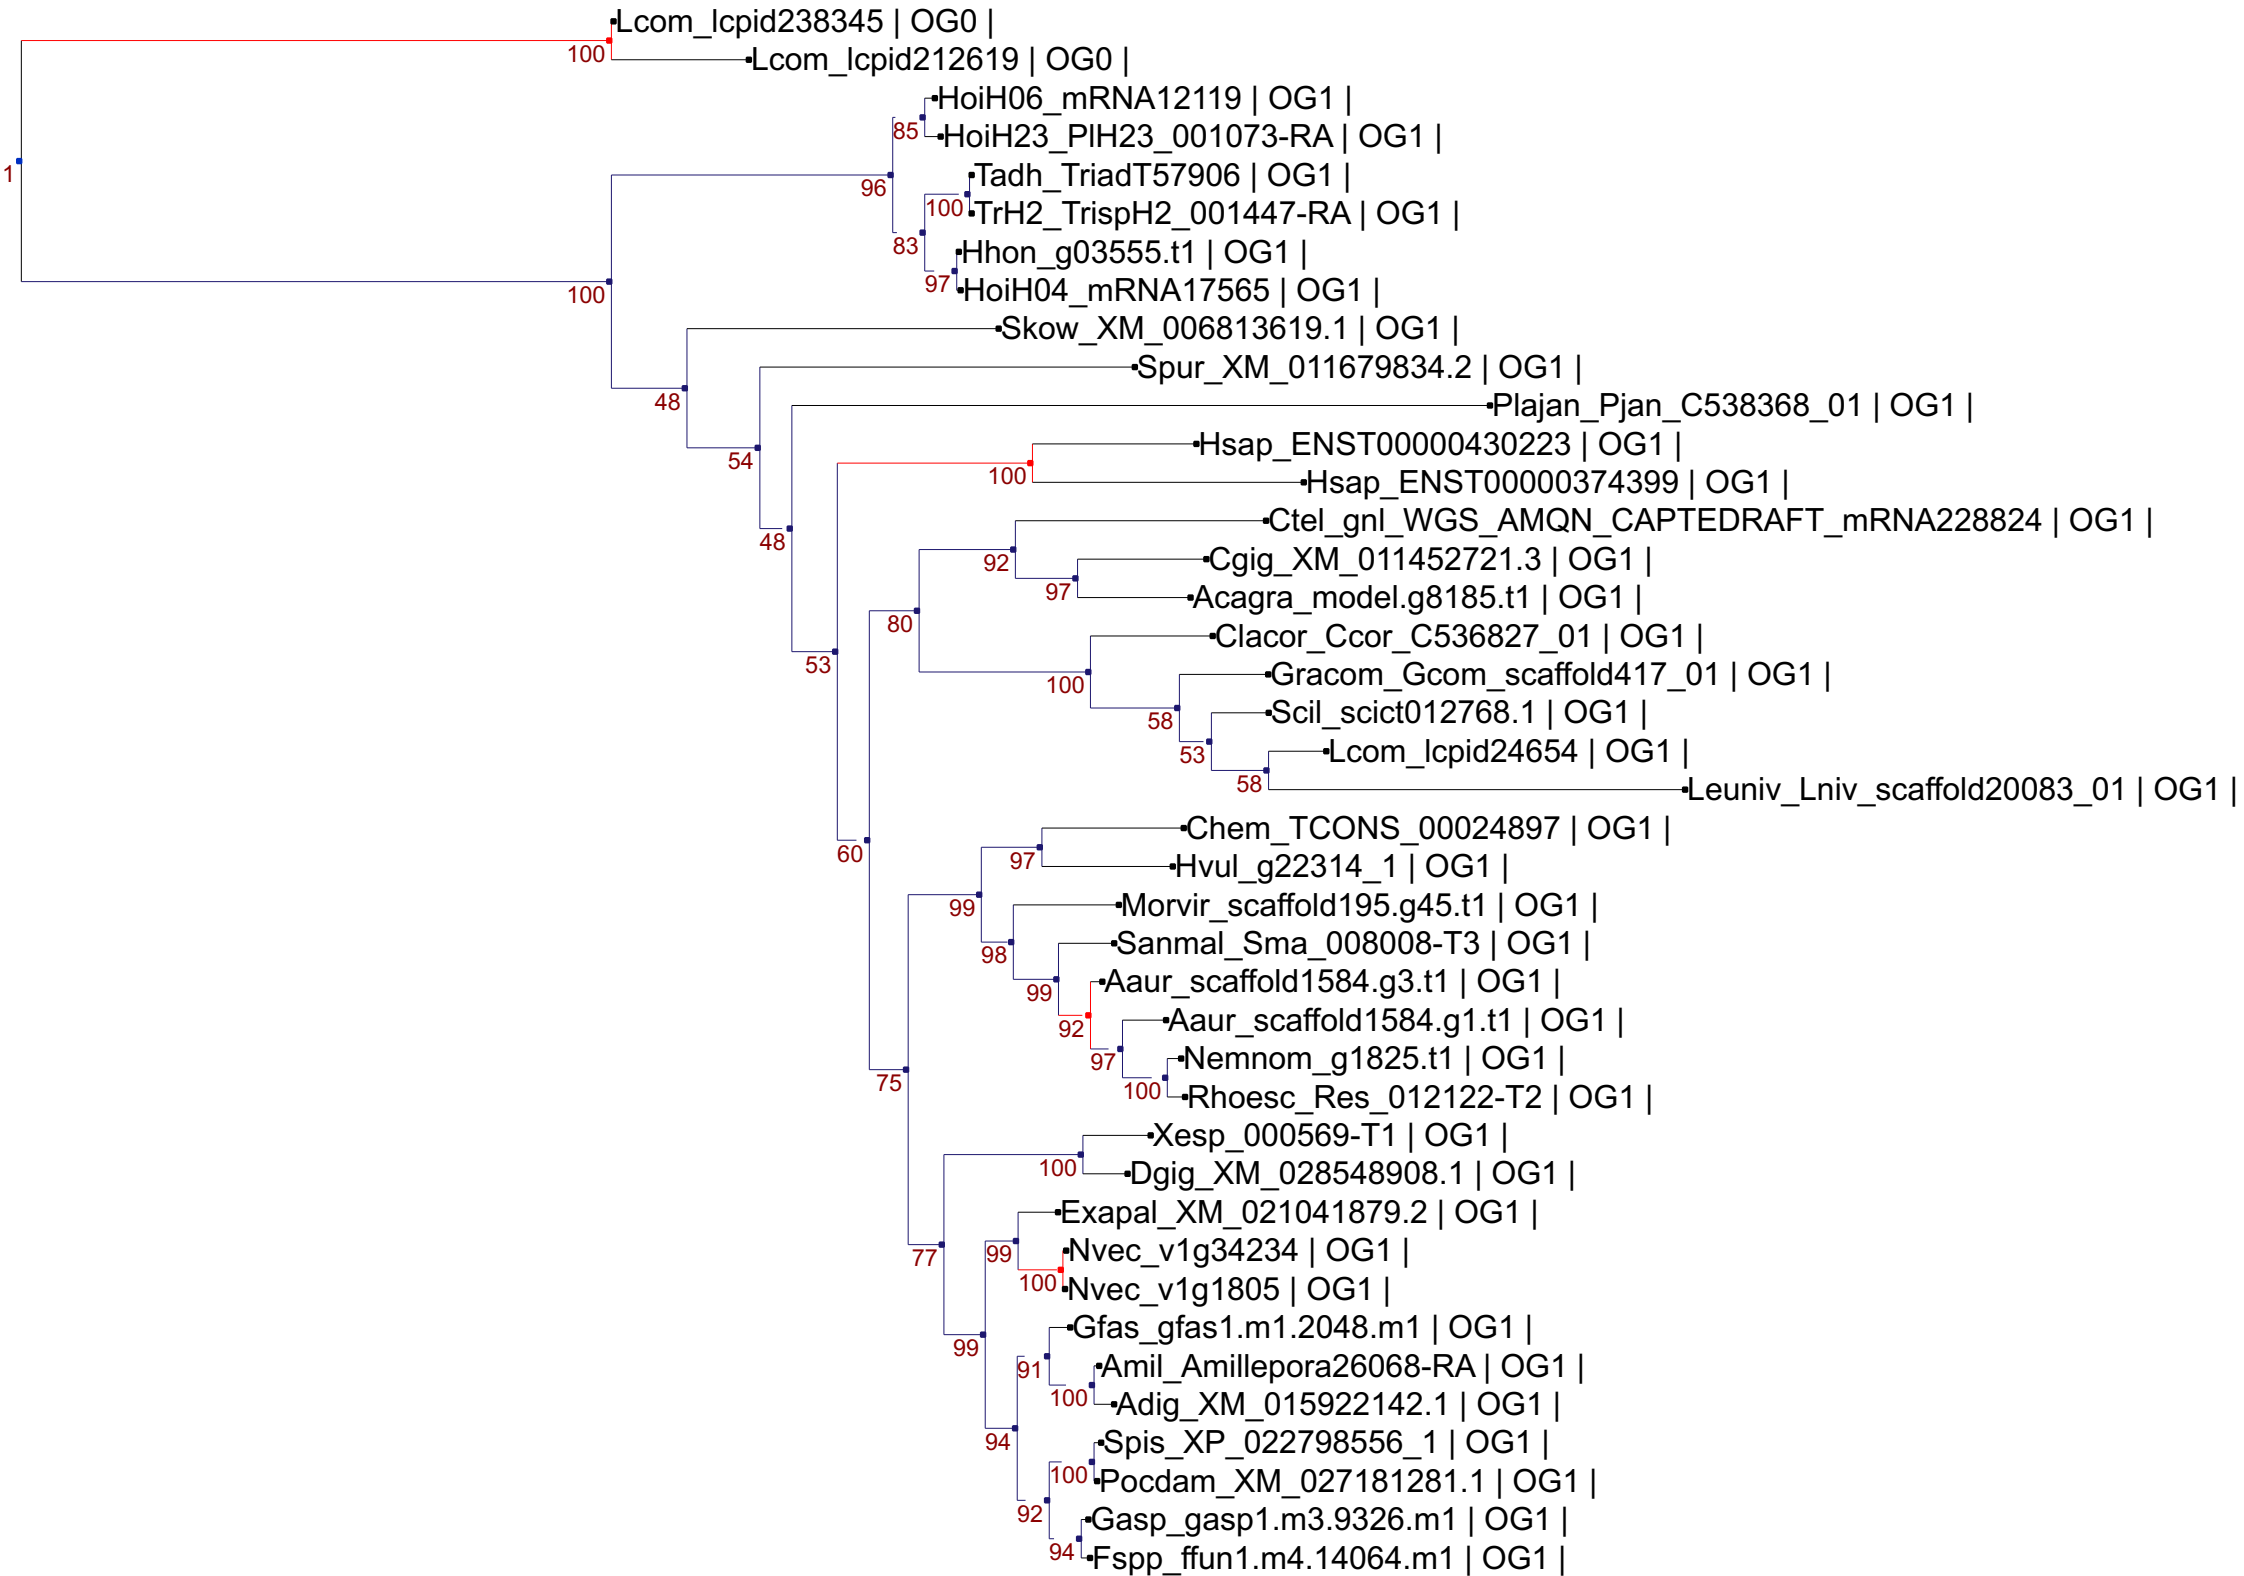 Lcom_lcpid238345 | OG0 |
100
Lcom_lcpid212619 | OG0 |
HoiH06_mRNA12119 | OG1 |
85
HoiH23_PlH23_001073-RA | OG1 |
1
Tadh_TriadT57906 | OG1 |
96
100
TrH2_TrispH2_001447-RA | OG1 |
83
Hhon_g03555.t1 | OG1 |
97
HoiH04_mRNA17565 | OG1 |
100
Skow_XM_006813619.1 | OG1 |
Spur_XM_011679834.2 | OG1 |
48
Plajan_Pjan_C538368_01 | OG1 |
Hsap_ENST00000430223 | OG1 |
54
100
Hsap_ENST00000374399 | OG1 |
Ctel_gnl_WGS_AMQN_CAPTEDRAFT_mRNA228824 | OG1 |
48
Cgig_XM_011452721.3 | OG1 |
92
97
Acagra_model.g8185.t1 | OG1 |
80
Clacor_Ccor_C536827_01 | OG1 |
53
Gracom_Gcom_scaffold417_01 | OG1 |
100
Scil_scict012768.1 | OG1 |
58
Lcom_lcpid24654 | OG1 |
53
58
Leuniv_Lniv_scaffold20083_01 | OG1 |
Chem_TCONS_00024897 | OG1 |
60
97
Hvul_g22314_1 | OG1 |
99
Morvir_scaffold195.g45.t1 | OG1 |
Sanmal_Sma_008008-T3 | OG1 |
98
Aaur_scaffold1584.g3.t1 | OG1 |
99
Aaur_scaffold1584.g1.t1 | OG1 |
92
Nemnom_g1825.t1 | OG1 |
97
75
100
Rhoesc_Res_012122-T2 | OG1 |
Xesp_000569-T1 | OG1 |
100
Dgig_XM_028548908.1 | OG1 |
Exapal_XM_021041879.2 | OG1 |
77
99
Nvec_v1g34234 | OG1 |
100
Nvec_v1g1805 | OG1 |
Gfas_gfas1.m1.2048.m1 | OG1 |
99
91
Amil_Amillepora26068-RA | OG1 |
100
Adig_XM_015922142.1 | OG1 |
94
Spis_XP_022798556_1 | OG1 |
100
Pocdam_XM_027181281.1 | OG1 |
92
Gasp_gasp1.m3.9326.m1 | OG1 |
94
Fspp_ffun1.m4.14064.m1 | OG1 |